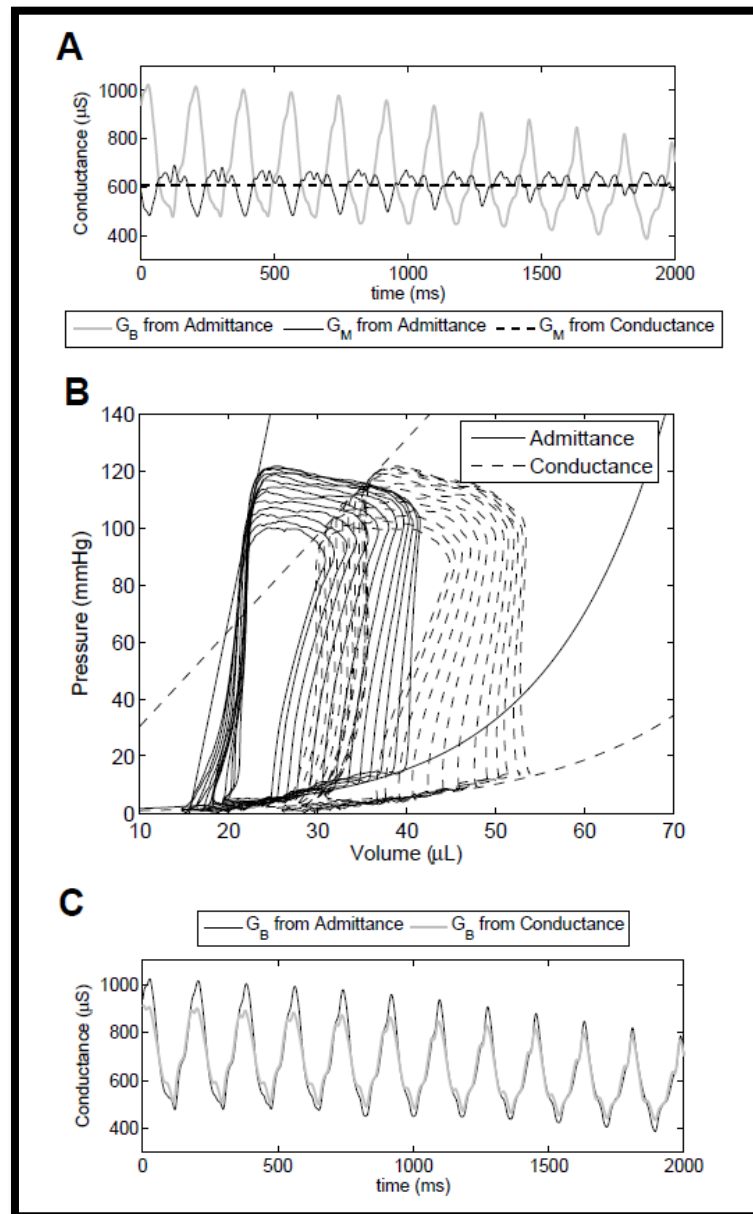 A
Conductance (µS)
1000
800
600
400
0 500 1000 1500 2000
time (ms)
G_B from Admittance G_M from Admittance G_M from Conductance
B
Pressure (mmHg)
140
120
100
80
60
40
20
0
Admittance
Conductance
10 20 30 40 50 60 70
Volume (µL)
C
G_B from Admittance G_B from Conductance
Conductance (µS)
1000
800
600
400
0 500 1000 1500 2000
time (ms)